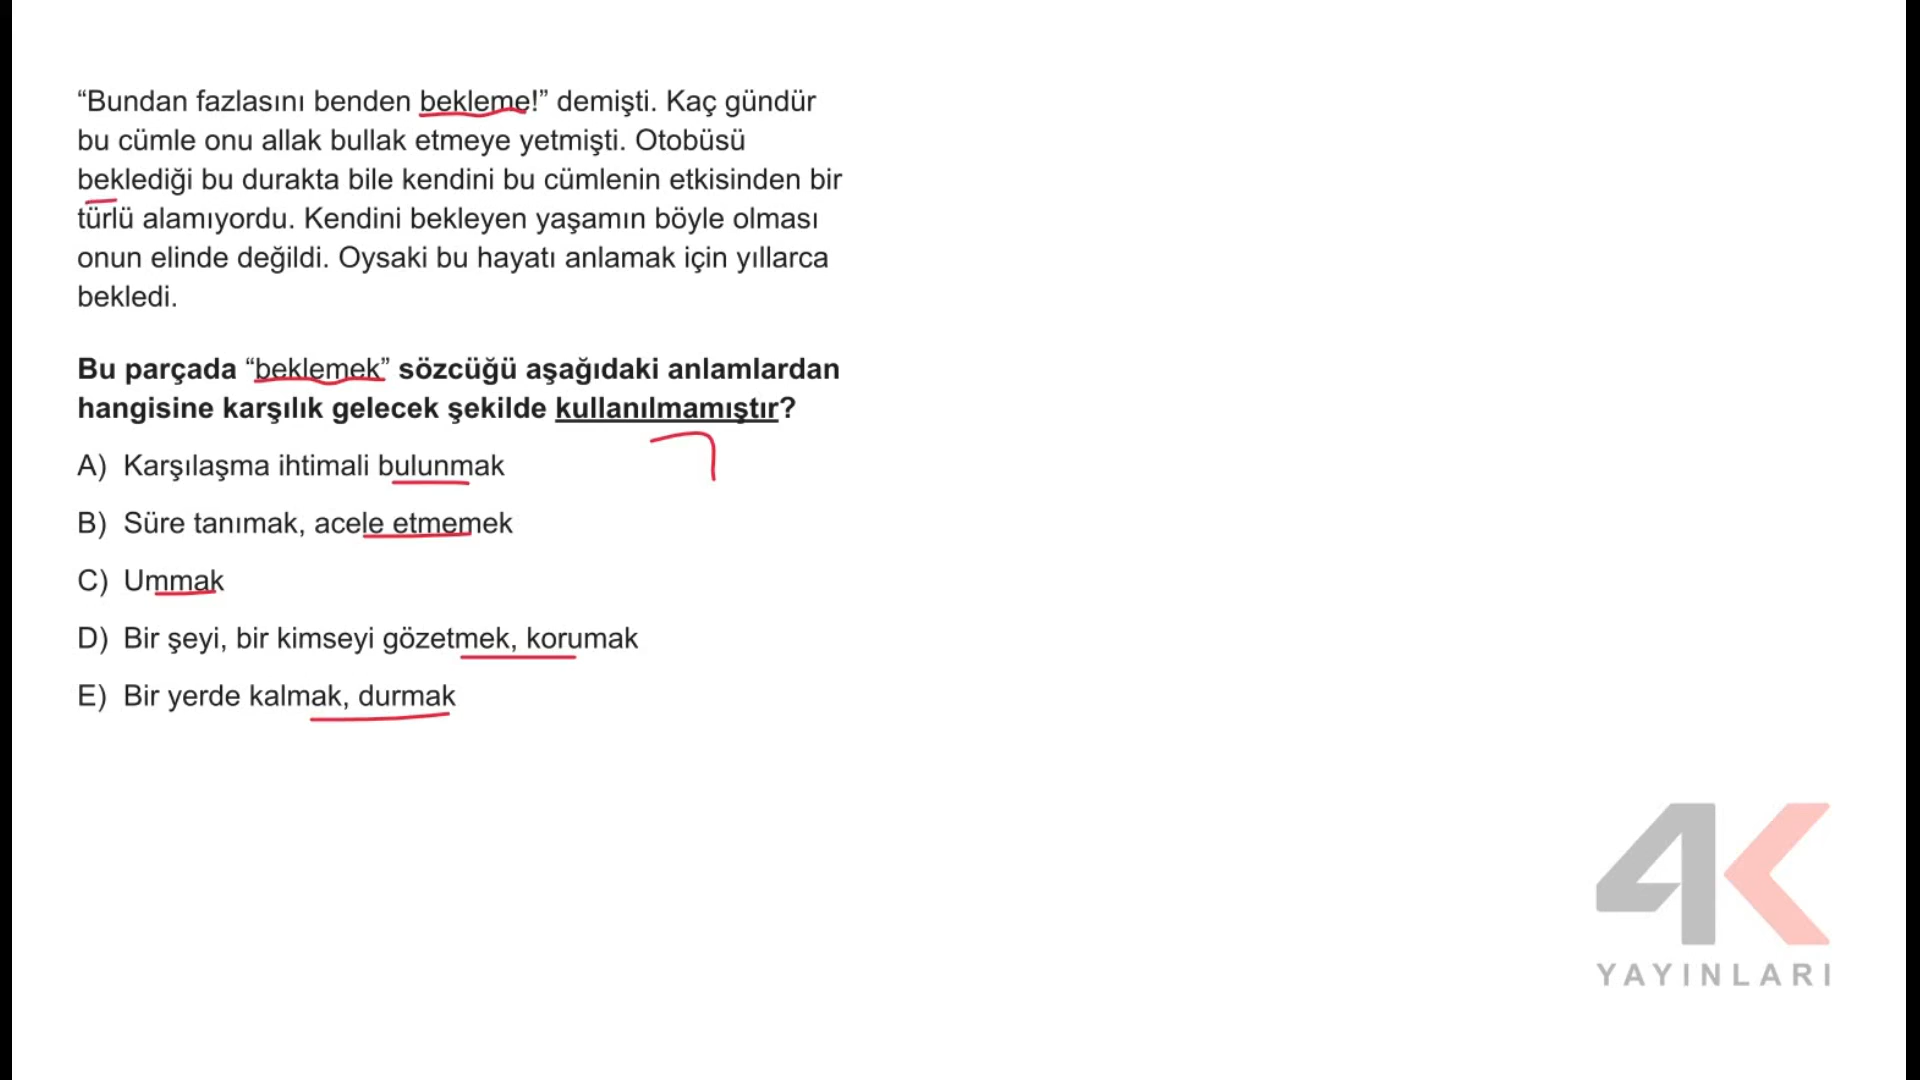 “Bundan fazlasını benden bekleme!” demişti. Kaç gündür
bu cümle onu allak bullak etmeye yetmişti. Otobüsü
beklediği bu durakta bile kendini bu cümlenin etkisinden bir
türlü alamıyordu. Kendini bekleyen yaşamın böyle olması
onun elinde değildi. Oysaki bu hayatı anlamak için yıllarca
bekledi.
Bu parçada “beklemek” sözcüğü aşağıdaki anlamlardan
hangisine karşılık gelecek şekilde kullanılmamıştır?
A) Karşılaşma ihtimali bulunmak
B) Süre tanımak, acele etmemek
C) Ummak
D) Bir şeyi, bir kimseyi gözetmek, korumak
E) Bir yerde kalmak, durmak
4K
YAYINLARI